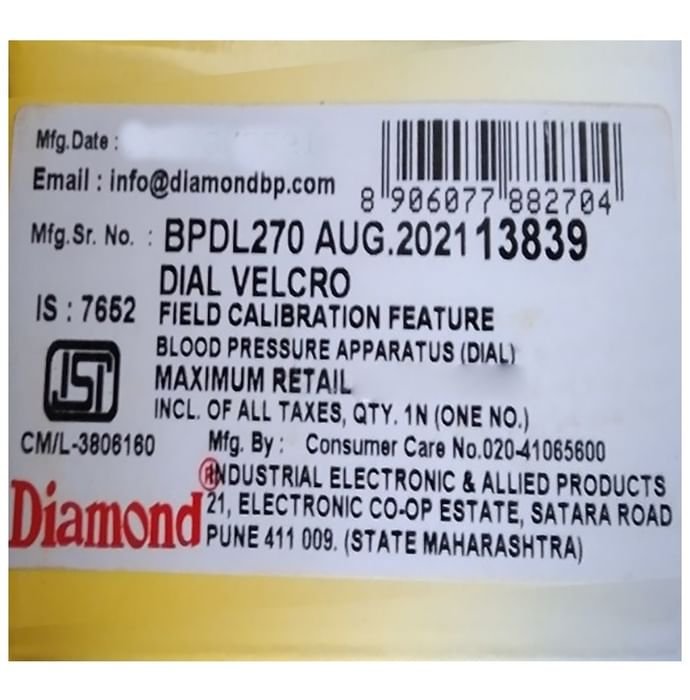 Mfg.Date :
Email : info@diamondbp.com
8 906077 882704
Mfg.Sr. No. : BPDL270 AUG.2021 13839
DIAL VELCRO
IS : 7652 FIELD CALIBRATION FEATURE
BLOOD PRESSURE APPARATUS (DIAL)
ISI
MAXIMUM RETAIL
INCL. OF ALL TAXES, QTY. 1N (ONE NO.)
CM/L-3806160 Mfg. By : Consumer Care No.020-41065600
Diamond ®
INDUSTRIAL ELECTRONIC & ALLIED PRODUCTS
21, ELECTRONIC CO-OP ESTATE, SATARA ROAD
PUNE 411 009. (STATE MAHARASHTRA)